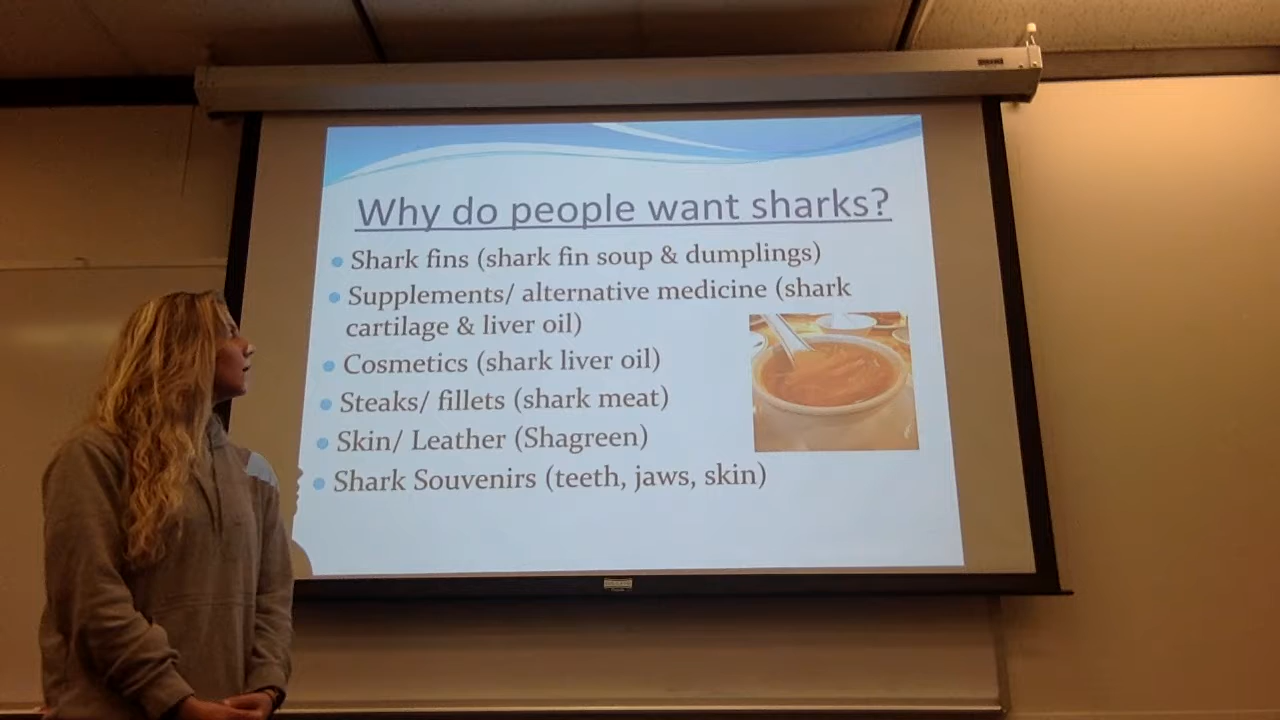 Why do people want sharks?
Shark fins (shark fin soup & dumplings)
Supplements/ alternative medicine (shark
cartilage & liver oil)
Cosmetics (shark liver oil)
Steaks/ fillets (shark meat)
Skin/ Leather (Shagreen)
Shark Souvenirs (teeth, jaws, skin)